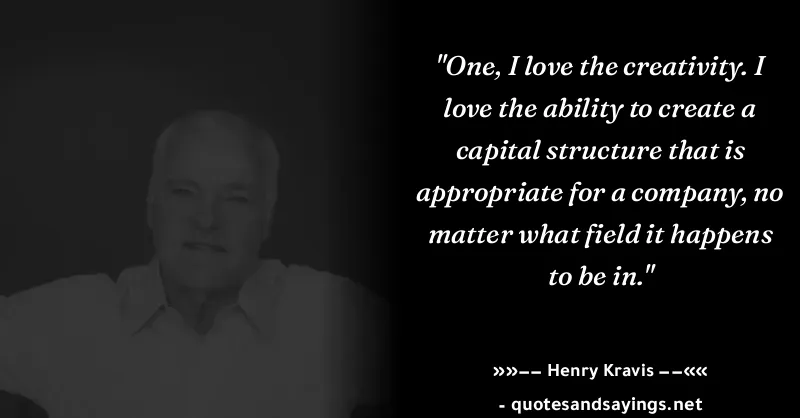 "One, I love the creativity. I
love the ability to create a
capital structure that is
appropriate for a company, no
matter what field it happens
to be in."
»»−− Henry Kravis −−««
- quotesandsayings.net